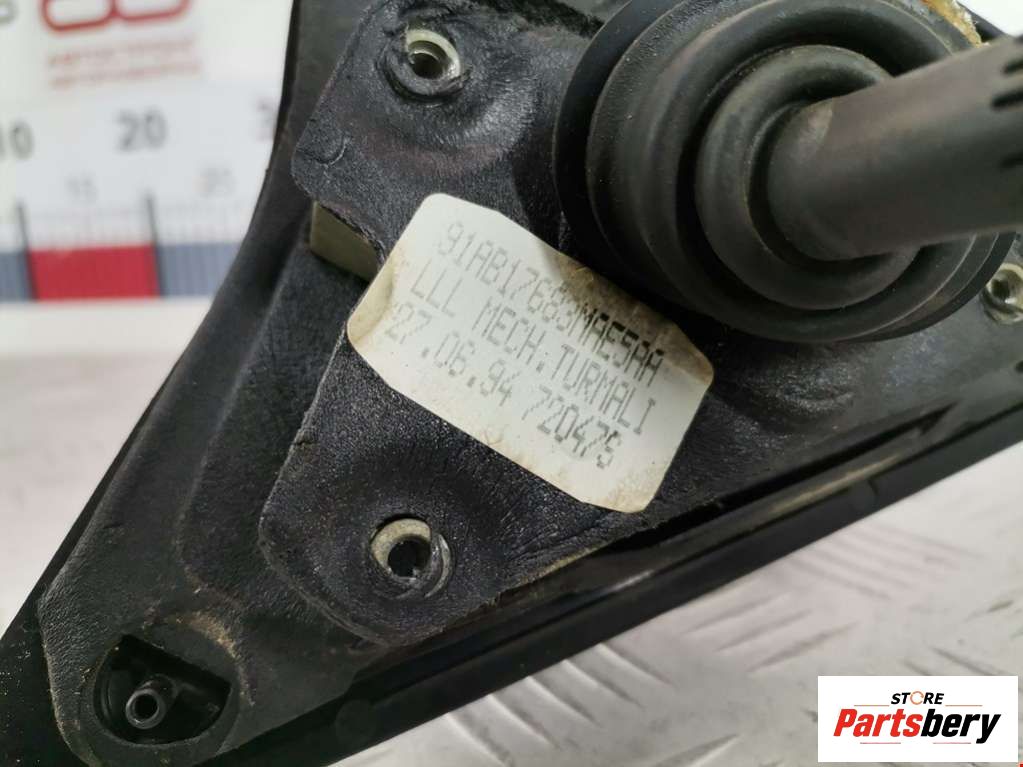 10 20
15 25
91AB17683MAE5AA
LLL MECH.TURMALI
27.06.94 720475
STORE
Partsbery